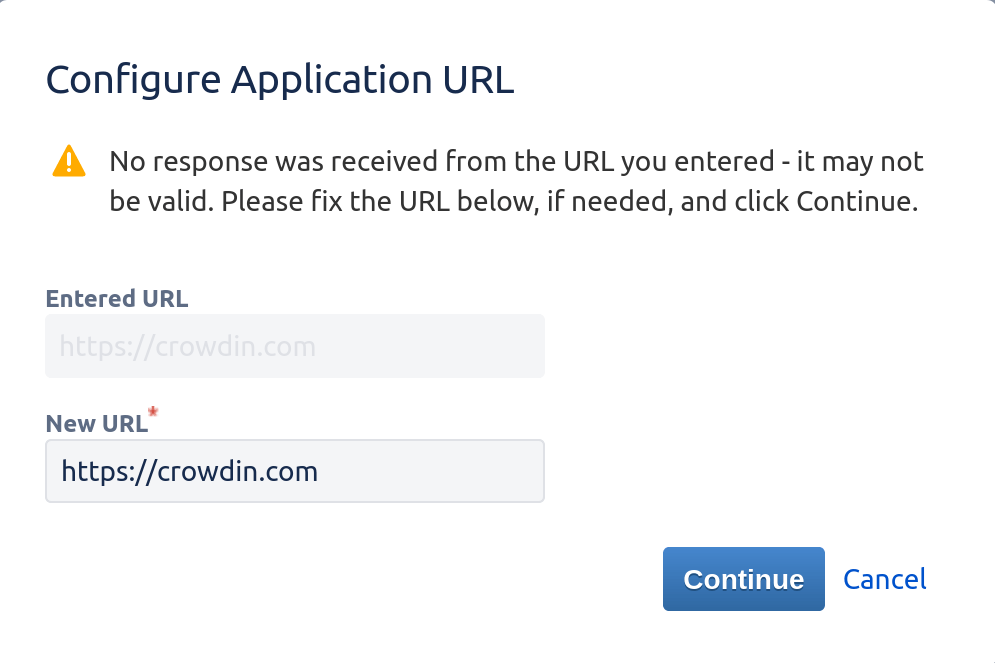 Configure Application URL
No response was received from the URL you entered - it may not
be valid. Please fix the URL below, if needed, and click Continue.
Entered URL
https://crowdin.com
New URL*
https://crowdin.com
Continue Cancel